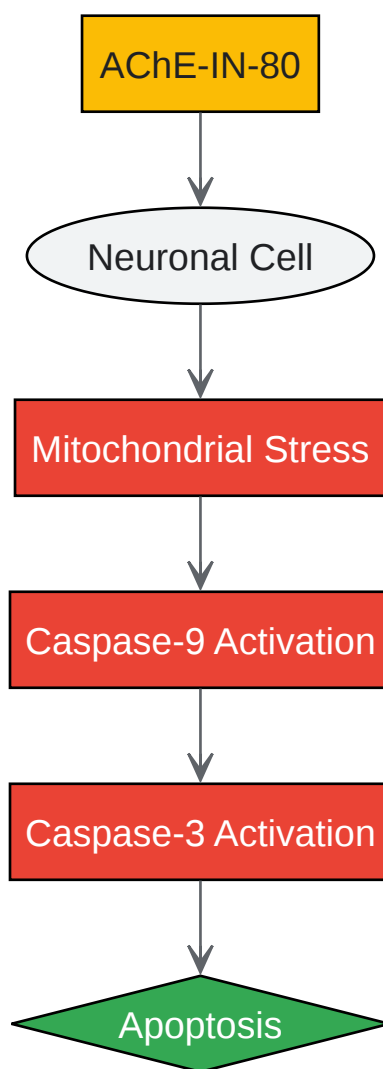 AChE-IN-80
Neuronal Cell
Mitochondrial Stress
Caspase-9 Activation
Caspase-3 Activation
Apoptosis